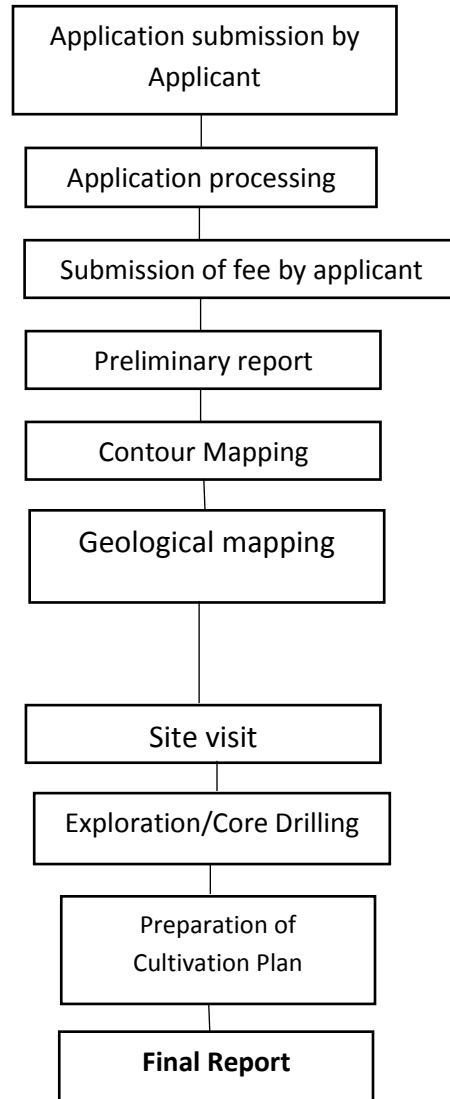 Application submission by
Applicant
Application processing
Submission of fee by applicant
Preliminary report
Contour Mapping
Geological mapping
Site visit
Exploration/Core Drilling
Preparation of
Cultivation Plan
Final Report